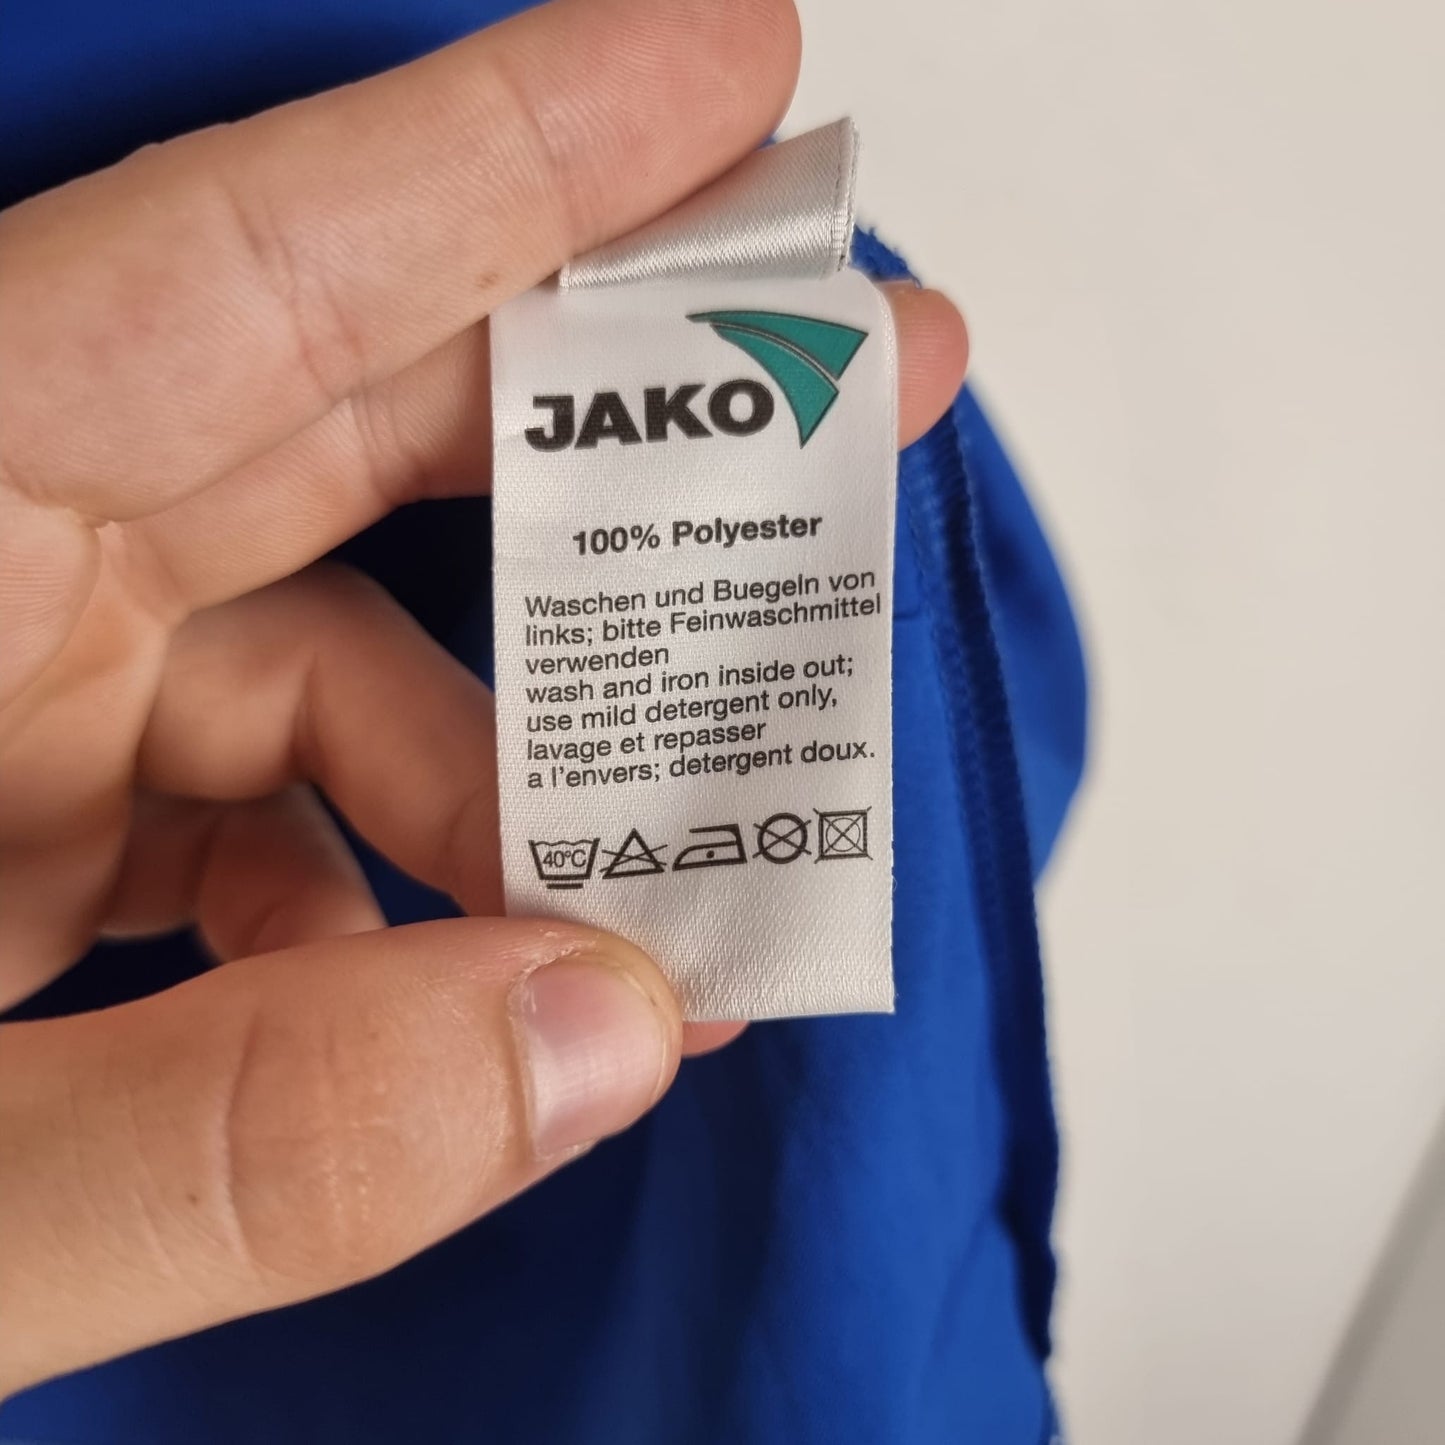 JAKO
100% Polyester
Waschen und Buegeln von
links; bitte Feinwaschmittel
verwenden
wash and iron inside out;
use mild detergent only,
lavage et repasser
a l'envers; detergent doux.
40°C